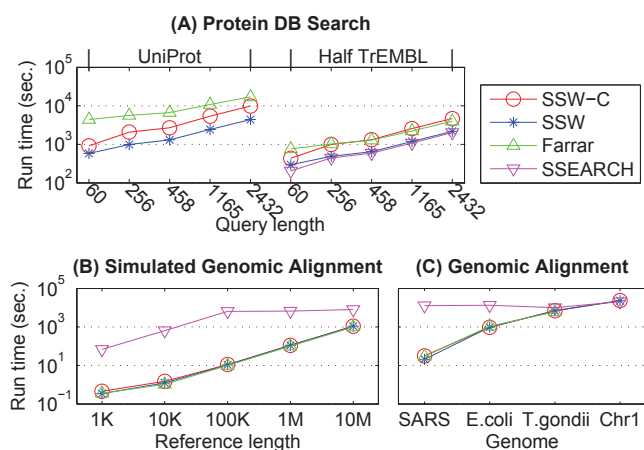 (A) Protein DB Search
UniProt
Half TrEMBL
Run time (sec.)
10^5
10^4
10^3
10^2
60
256
458
1165
2432
60
256
458
1165
2432
Query length
SSW-C
SSW
Farrar
SSEARCH
(B) Simulated Genomic Alignment
Run time (sec.)
10^5
10^3
10^1
10^-1
1K
10K
100K
1M
10M
Reference length
(C) Genomic Alignment
SARS
E.coli
T.gondii
Chr1
Genome